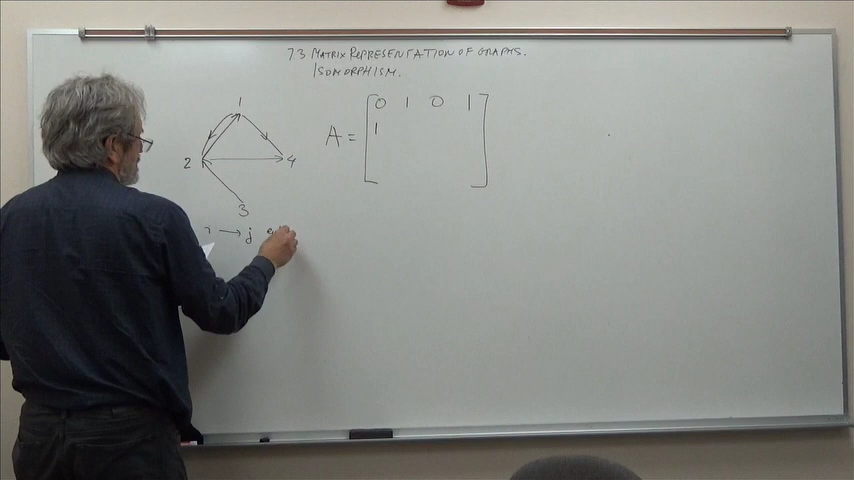 7.3 MATRIX REPRESENTATION OF GRAPHS.
ISOMORPHISM.
1
2
4
3
A =
0 1 0 1
1
i → j